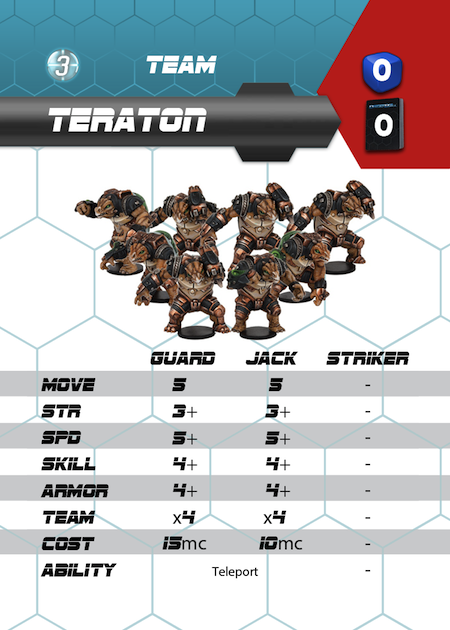 3
TEAM
0
TERATON
0
GUARD JACK STRIKER
MOVE 5 5 -
STR 3+ 3+ -
SPD 5+ 5+ -
SKILL 4+ 4+ -
ARMOR 4+ 4+ -
TEAM x4 x4 -
COST 15mc 10mc -
ABILITY Teleport -